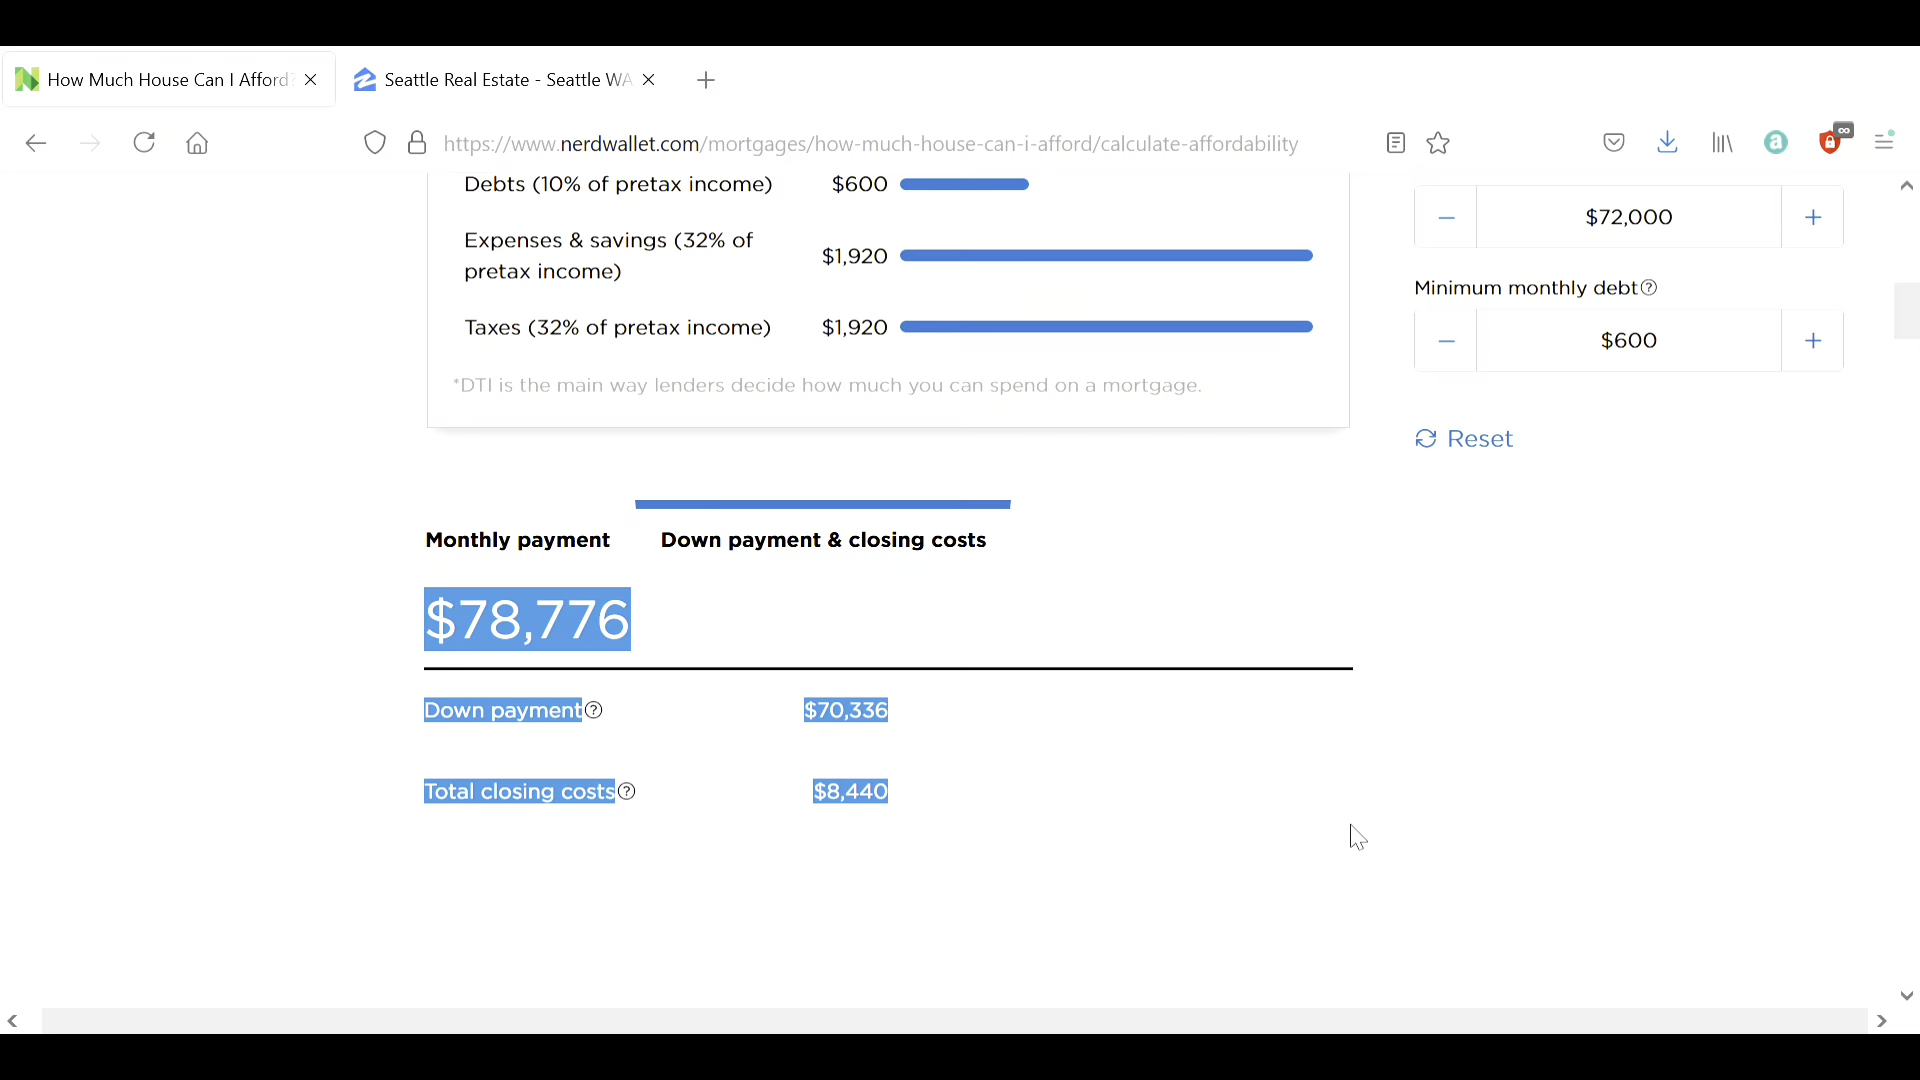 How Much House Can I Afford?
Seattle Real Estate - Seattle WA
https://www.nerdwallet.com/mortgages/how-much-house-can-i-afford/calculate-affordability
Debts (10% of pretax income) $600
Expenses & savings (32% of
pretax income) $1,920
Taxes (32% of pretax income) $1,920
*DTI is the main way lenders decide how much you can spend on a mortgage.
$72,000
Minimum monthly debt
$600
Reset
Monthly payment Down payment & closing costs
$78,776
Down payment $70,336
Total closing costs $8,440